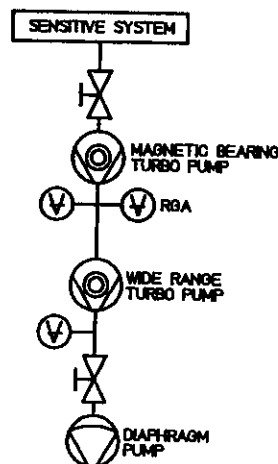 SENSITIVE SYSTEM
MAGNETIC BEARING
TURBO PUMP
RGA
WIDE RANGE
TURBO PUMP
DIAPHRAGM
PUMP